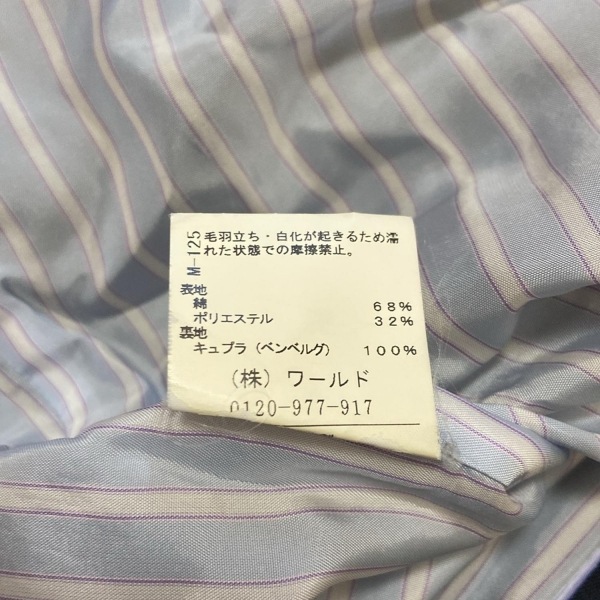 M-125
毛羽立ち・白化が起きるため濡
れた状態での摩擦禁止。
表地
綿 68%
ポリエステル 32%
裏地
キュプラ(ベンベルグ) 100%
(株)ワールド
0120-977-917